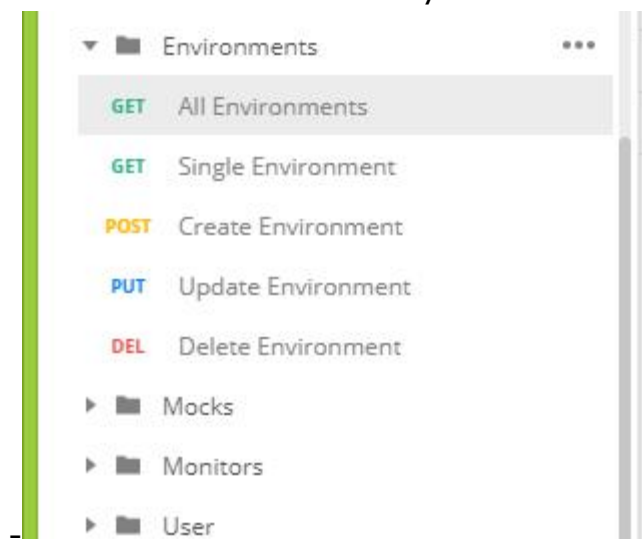 Environments
GET All Environments
GET Single Environment
POST Create Environment
PUT Update Environment
DEL Delete Environment
Mocks
Monitors
User